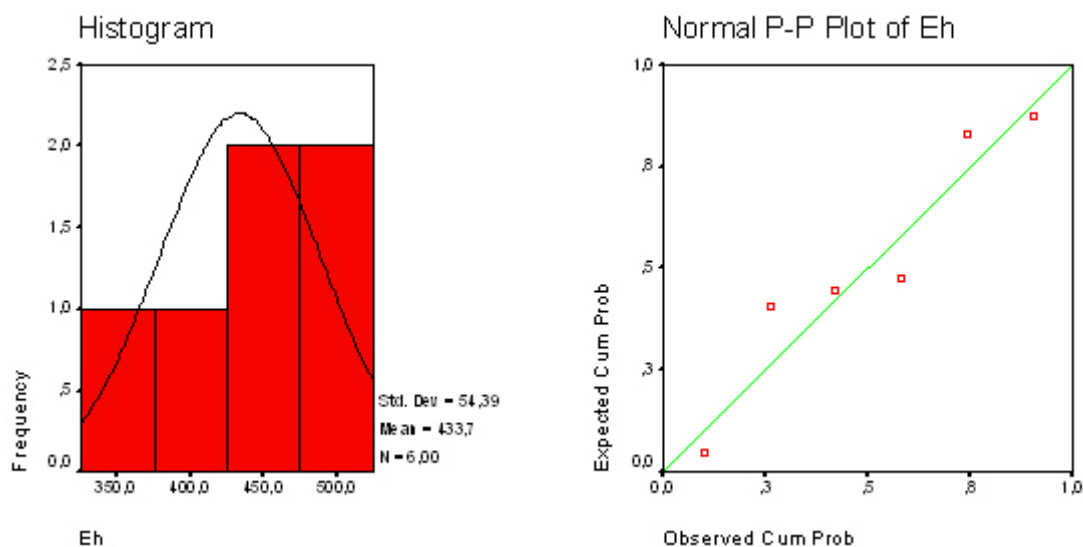 Histogram
2,5
2,0
1,5
1,0
,5
0,0
Frequency
350,0 400,0 450,0 500,0
Eh
Std. Dev = 54,39
Mean = 433,7
N = 6,00
Normal P-P Plot of Eh
1,0
,8
,5
,3
0,0
Expected Cum Prob
0,0 ,3 ,5 ,8 1,0
Observed Cum Prob